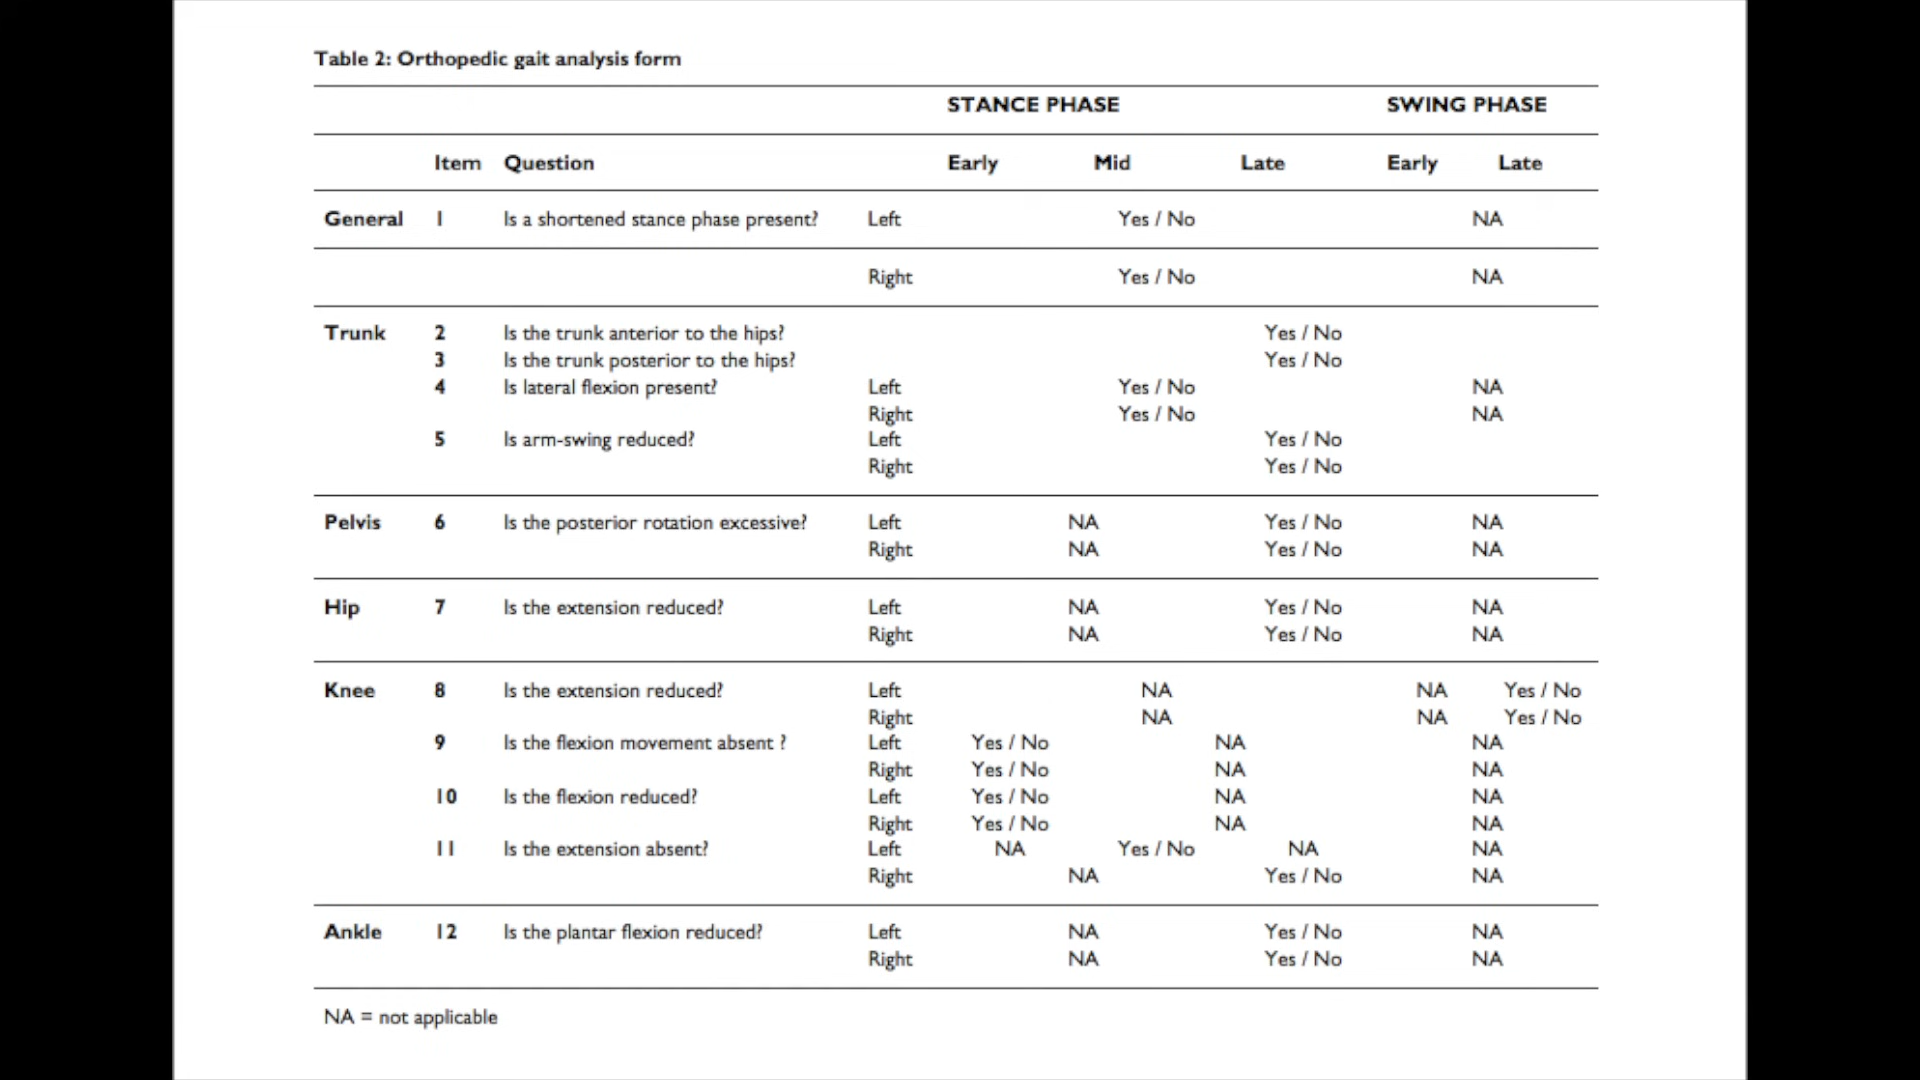 Table 2: Orthopedic gait analysis form
STANCE PHASE SWING PHASE
Item Question Early Mid Late Early Late
General 1 Is a shortened stance phase present? Left Yes / No NA
Right Yes / No NA
Trunk 2 Is the trunk anterior to the hips? Yes / No
3 Is the trunk posterior to the hips? Yes / No
4 Is lateral flexion present? Left Yes / No NA
Right Yes / No NA
5 Is arm-swing reduced? Left Yes / No
Right Yes / No
Pelvis 6 Is the posterior rotation excessive? Left NA Yes / No NA
Right NA Yes / No NA
Hip 7 Is the extension reduced? Left NA Yes / No NA
Right NA Yes / No NA
Knee 8 Is the extension reduced? Left NA NA Yes / No
Right NA NA Yes / No
9 Is the flexion movement absent ? Left Yes / No NA NA
Right Yes / No NA NA
10 Is the flexion reduced? Left Yes / No NA NA
Right Yes / No NA NA
11 Is the extension absent? Left NA Yes / No NA NA
Right NA Yes / No NA
Ankle 12 Is the plantar flexion reduced? Left NA Yes / No NA
Right NA Yes / No NA
NA = not applicable